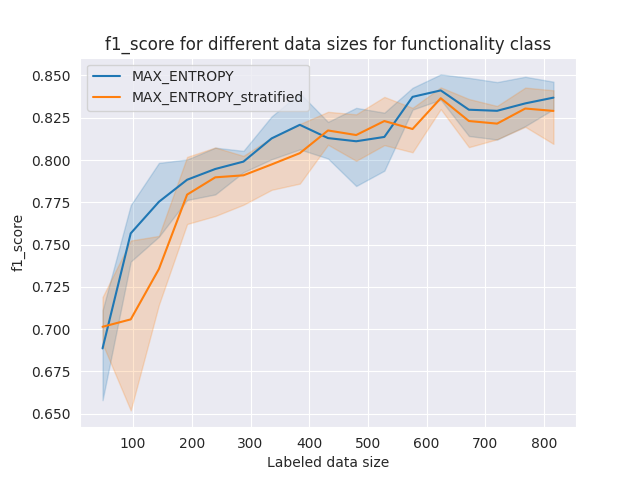 f1_score for different data sizes for functionality class
MAX_ENTROPY
MAX_ENTROPY_stratified
0.850
0.825
0.800
0.775
0.750
0.725
0.700
0.675
0.650
f1_score
100 200 300 400 500 600 700 800
Labeled data size